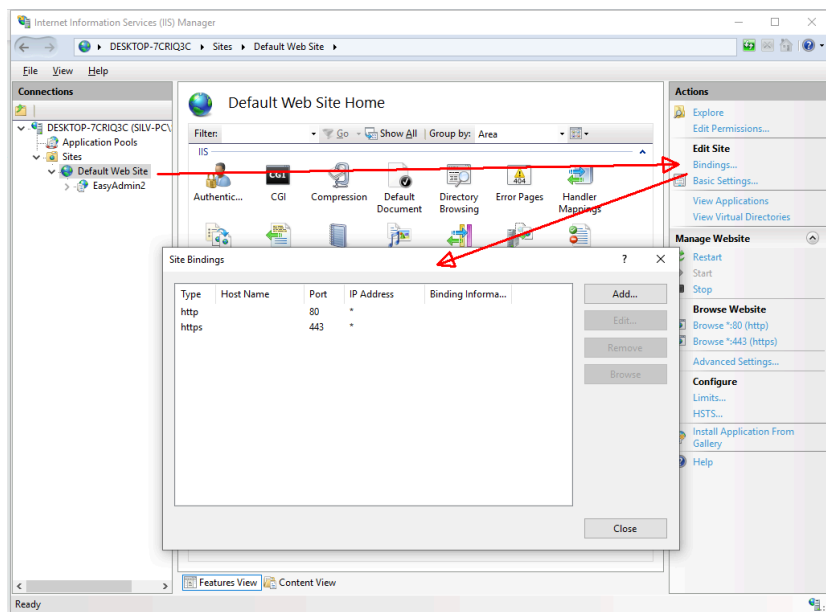 Internet Information Services (IIS) Manager
DESKTOP-7CRIQ3C Sites Default Web Site
File View Help
Connections
DESKTOP-7CRIQ3C (SILV-PC\
Application Pools
Sites
Default Web Site
EasyAdmin2
Default Web Site Home
Filter: Go Show All Group by: Area
IIS
Authentic... CGI Compression Default Document Directory Browsing Error Pages Handler Mappings
Site Bindings
Type Host Name Port IP Address Binding Informa...
http 80 *
https 443 *
Add...
Edit...
Remove
Browse
Close
Features View Content View
Actions
Explore
Edit Permissions...
Edit Site
Bindings...
Basic Settings...
View Applications
View Virtual Directories
Manage Website
Restart
Start
Stop
Browse Website
Browse *:80 (http)
Browse *:443 (https)
Advanced Settings...
Configure
Limits...
HSTS...
Install Application From
Gallery
Help
Ready